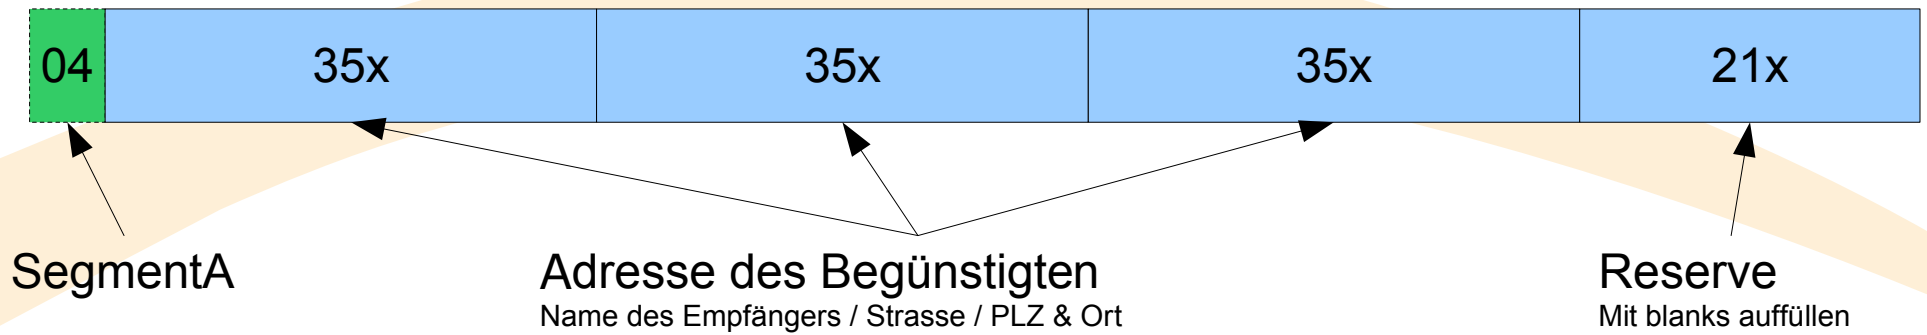 04 35x 35x 35x 21x
SegmentA Adresse des Begünstigten Reserve
Name des Empfängers / Strasse / PLZ & Ort Mit blanks auffüllen